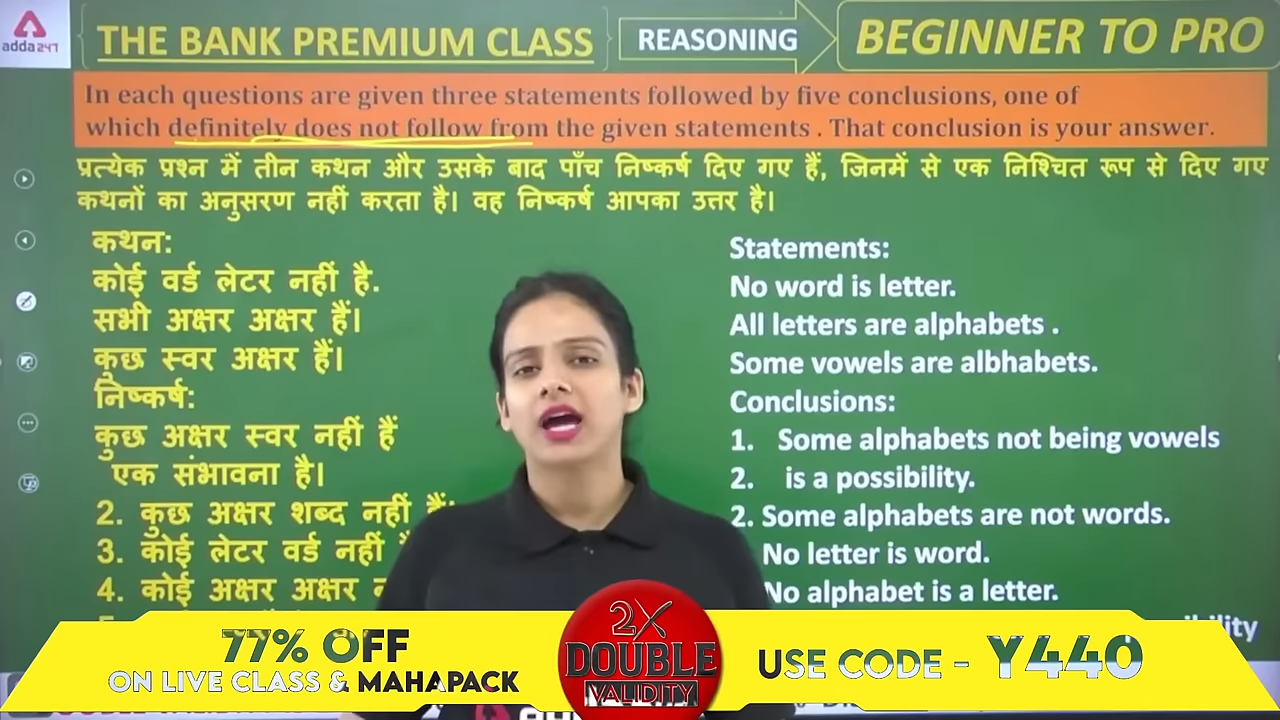 adda247
THE BANK PREMIUM CLASS
REASONING
BEGINNER TO PRO
In each questions are given three statements followed by five conclusions, one of
which definitely does not follow from the given statements . That conclusion is your answer.
प्रत्येक प्रश्न में तीन कथन और उसके बाद पाँच निष्कर्ष दिए गए हैं, जिनमें से एक निश्चित रूप से दिए गए
कथनों का अनुसरण नहीं करता है। वह निष्कर्ष आपका उत्तर है।
कथन:
कोई वर्ड लेटर नहीं है.
सभी अक्षर अक्षर हैं।
कुछ स्वर अक्षर हैं।
निष्कर्ष:
कुछ अक्षर स्वर नहीं हैं
एक संभावना है।
2. कुछ अक्षर शब्द नहीं हैं।
3. कोई लेटर वर्ड नहीं
4. कोई अक्षर अक्षर
Statements:
No word is letter.
All letters are alphabets .
Some vowels are albhabets.
Conclusions:
1. Some alphabets not being vowels
2. is a possibility.
2. Some alphabets are not words.
No letter is word.
No alphabet is a letter.
77% OFF
ON LIVE CLASS & MAHAPACK
2X
DOUBLE
VALIDITY
USE CODE - Y440